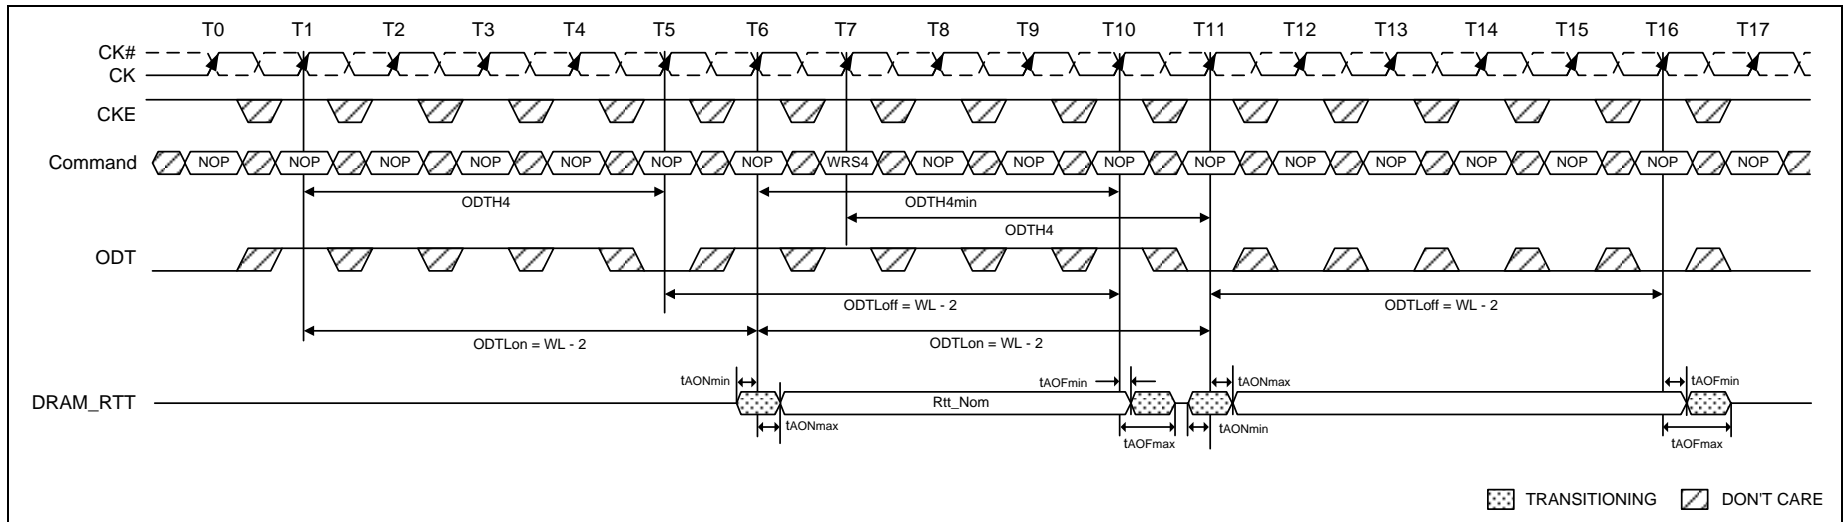 T0 T1 T2 T3 T4 T5 T6 T7 T8 T9 T10 T11 T12 T13 T14 T15 T16 T17
CK#
CK
CKE
Command NOP NOP NOP NOP NOP NOP NOP WRS4 NOP NOP NOP NOP NOP NOP NOP NOP NOP NOP
ODTH4 ODTH4min
ODTH4
ODT
ODTLoff = WL - 2 ODTLoff = WL - 2
ODTLon = WL - 2 ODTLon = WL - 2
tAONmin tAOFmin tAONmax tAOFmin
DRAM_RTT Rtt_Nom
tAONmax tAOFmax tAONmin tAOFmax
TRANSITIONING DON'T CARE